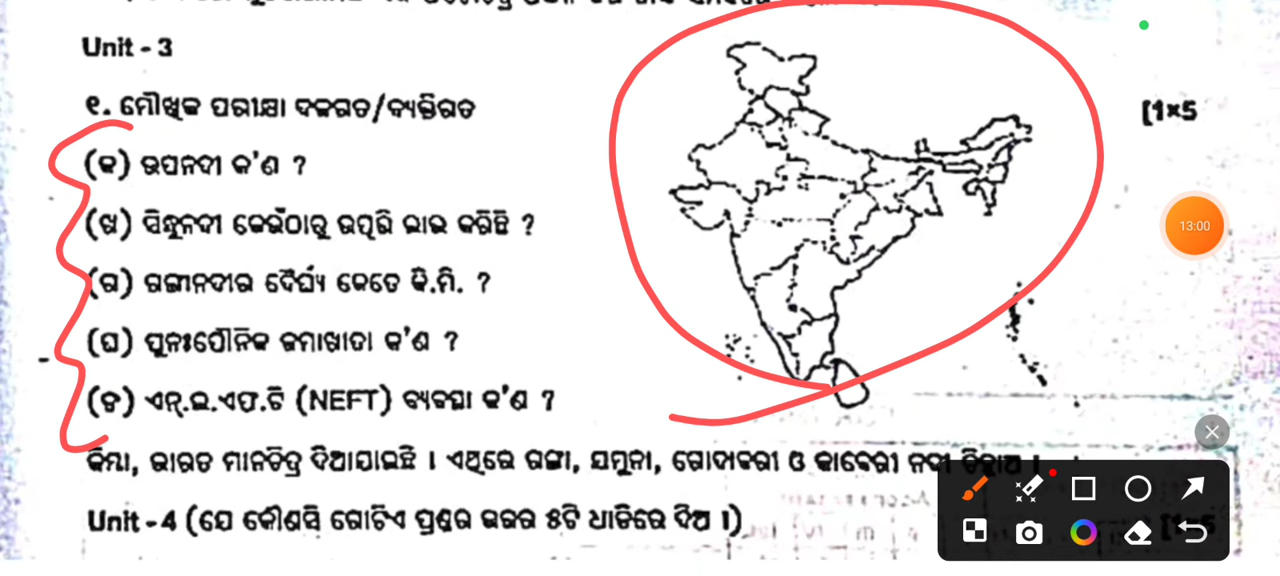 Unit - 3
୧. ମୌଖିକ ପରୀକ୍ଷା ଦଳଗତ/ବ୍ୟକ୍ତିଗତ
[1×5
(କ) ଉପନଦୀ କ'ଣ ?
(ଖ) ସିନ୍ଧୁନଦୀ କେଉଁଠାରୁ ଉତ୍ପତ୍ତି ଲାଭ କରିଛି ?
13:00
(ଗ) ଗଙ୍ଗାନଦୀର ଦୈର୍ଘ୍ୟ କେତେ କି.ମି. ?
(ଘ) ପୁନଃପୌନିକ ଜମାଖାତା କ'ଣ ?
(ଙ) ଏନ୍.ଇ.ଏଫ.ଟି (NEFT) ବ୍ୟବସ୍ଥା କ'ଣ ?
କିମ୍ବା, ଭାରତ ମାନଚିତ୍ର ଦିଆଯାଇଛି । ଏଥିରେ ଗଙ୍ଗା, ଯମୁନା, ଗୋଦାବରୀ ଓ କାବେରୀ ନଦୀ ଚିହ୍ନାଅ ।
Unit - 4 (ଯେ କୌଣସି ଗୋଟିଏ ପ୍ରଶ୍ନର ଉତ୍ତର ୫ଟି ଧାଡିରେ ଦିଅ ।)